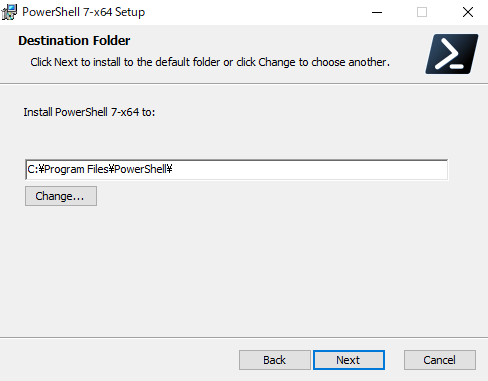 PowerShell 7-x64 Setup
Destination Folder
Click Next to install to the default folder or click Change to choose another.
Install PowerShell 7-x64 to:
C:¥Program Files¥PowerShell¥
Change...
Back
Next
Cancel